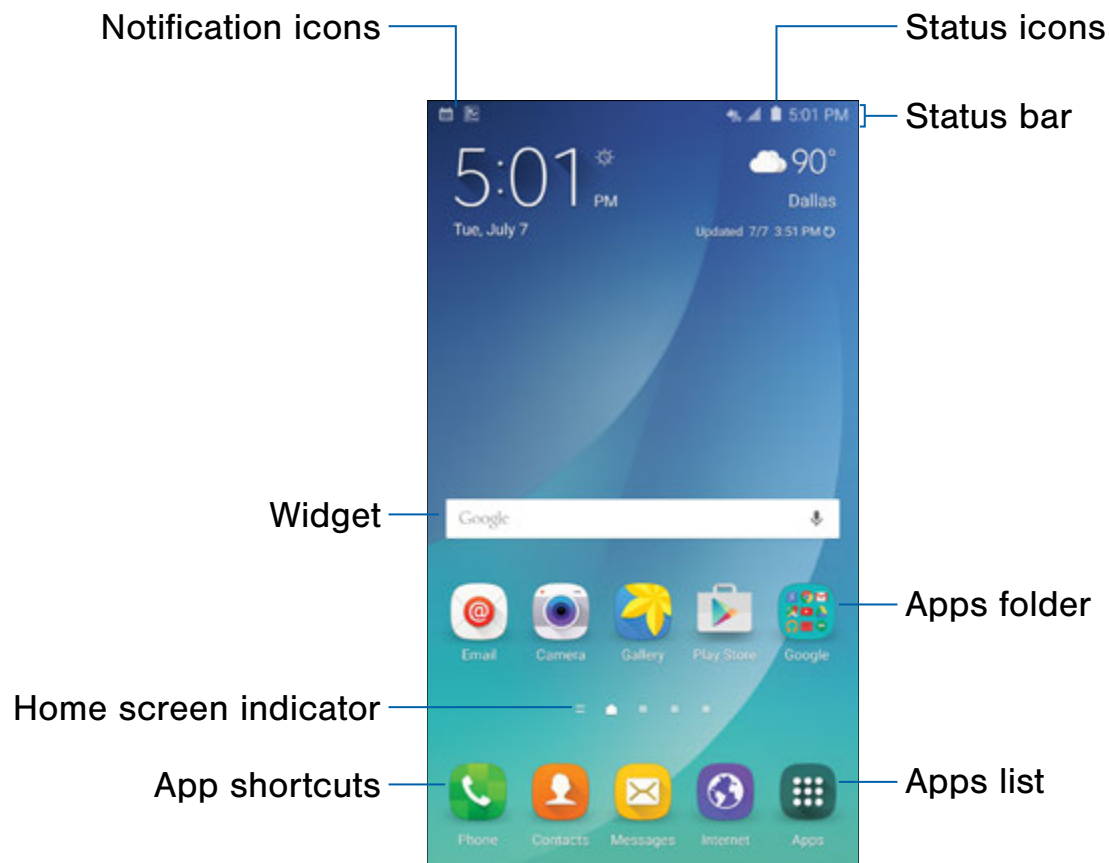 Notification icons
Status icons
Status bar
5:01 PM
5:01 PM
90°
Dallas
Tue, July 7
Updated 7/7 3:51 PM
Widget
Google
Apps folder
Email Camera Gallery Play Store Google
Home screen indicator
App shortcuts
Apps list
Phone Contacts Messages Internet Apps